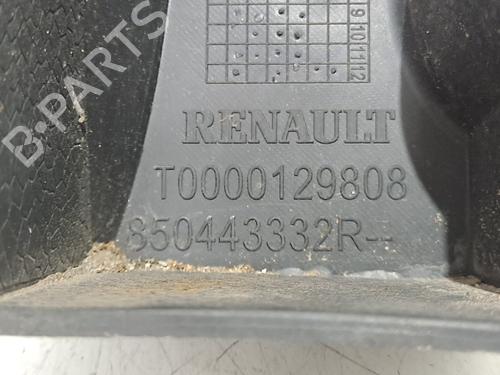 B-PARTS
9 10 11 12
RENAULT
T0000129808
850443332R--